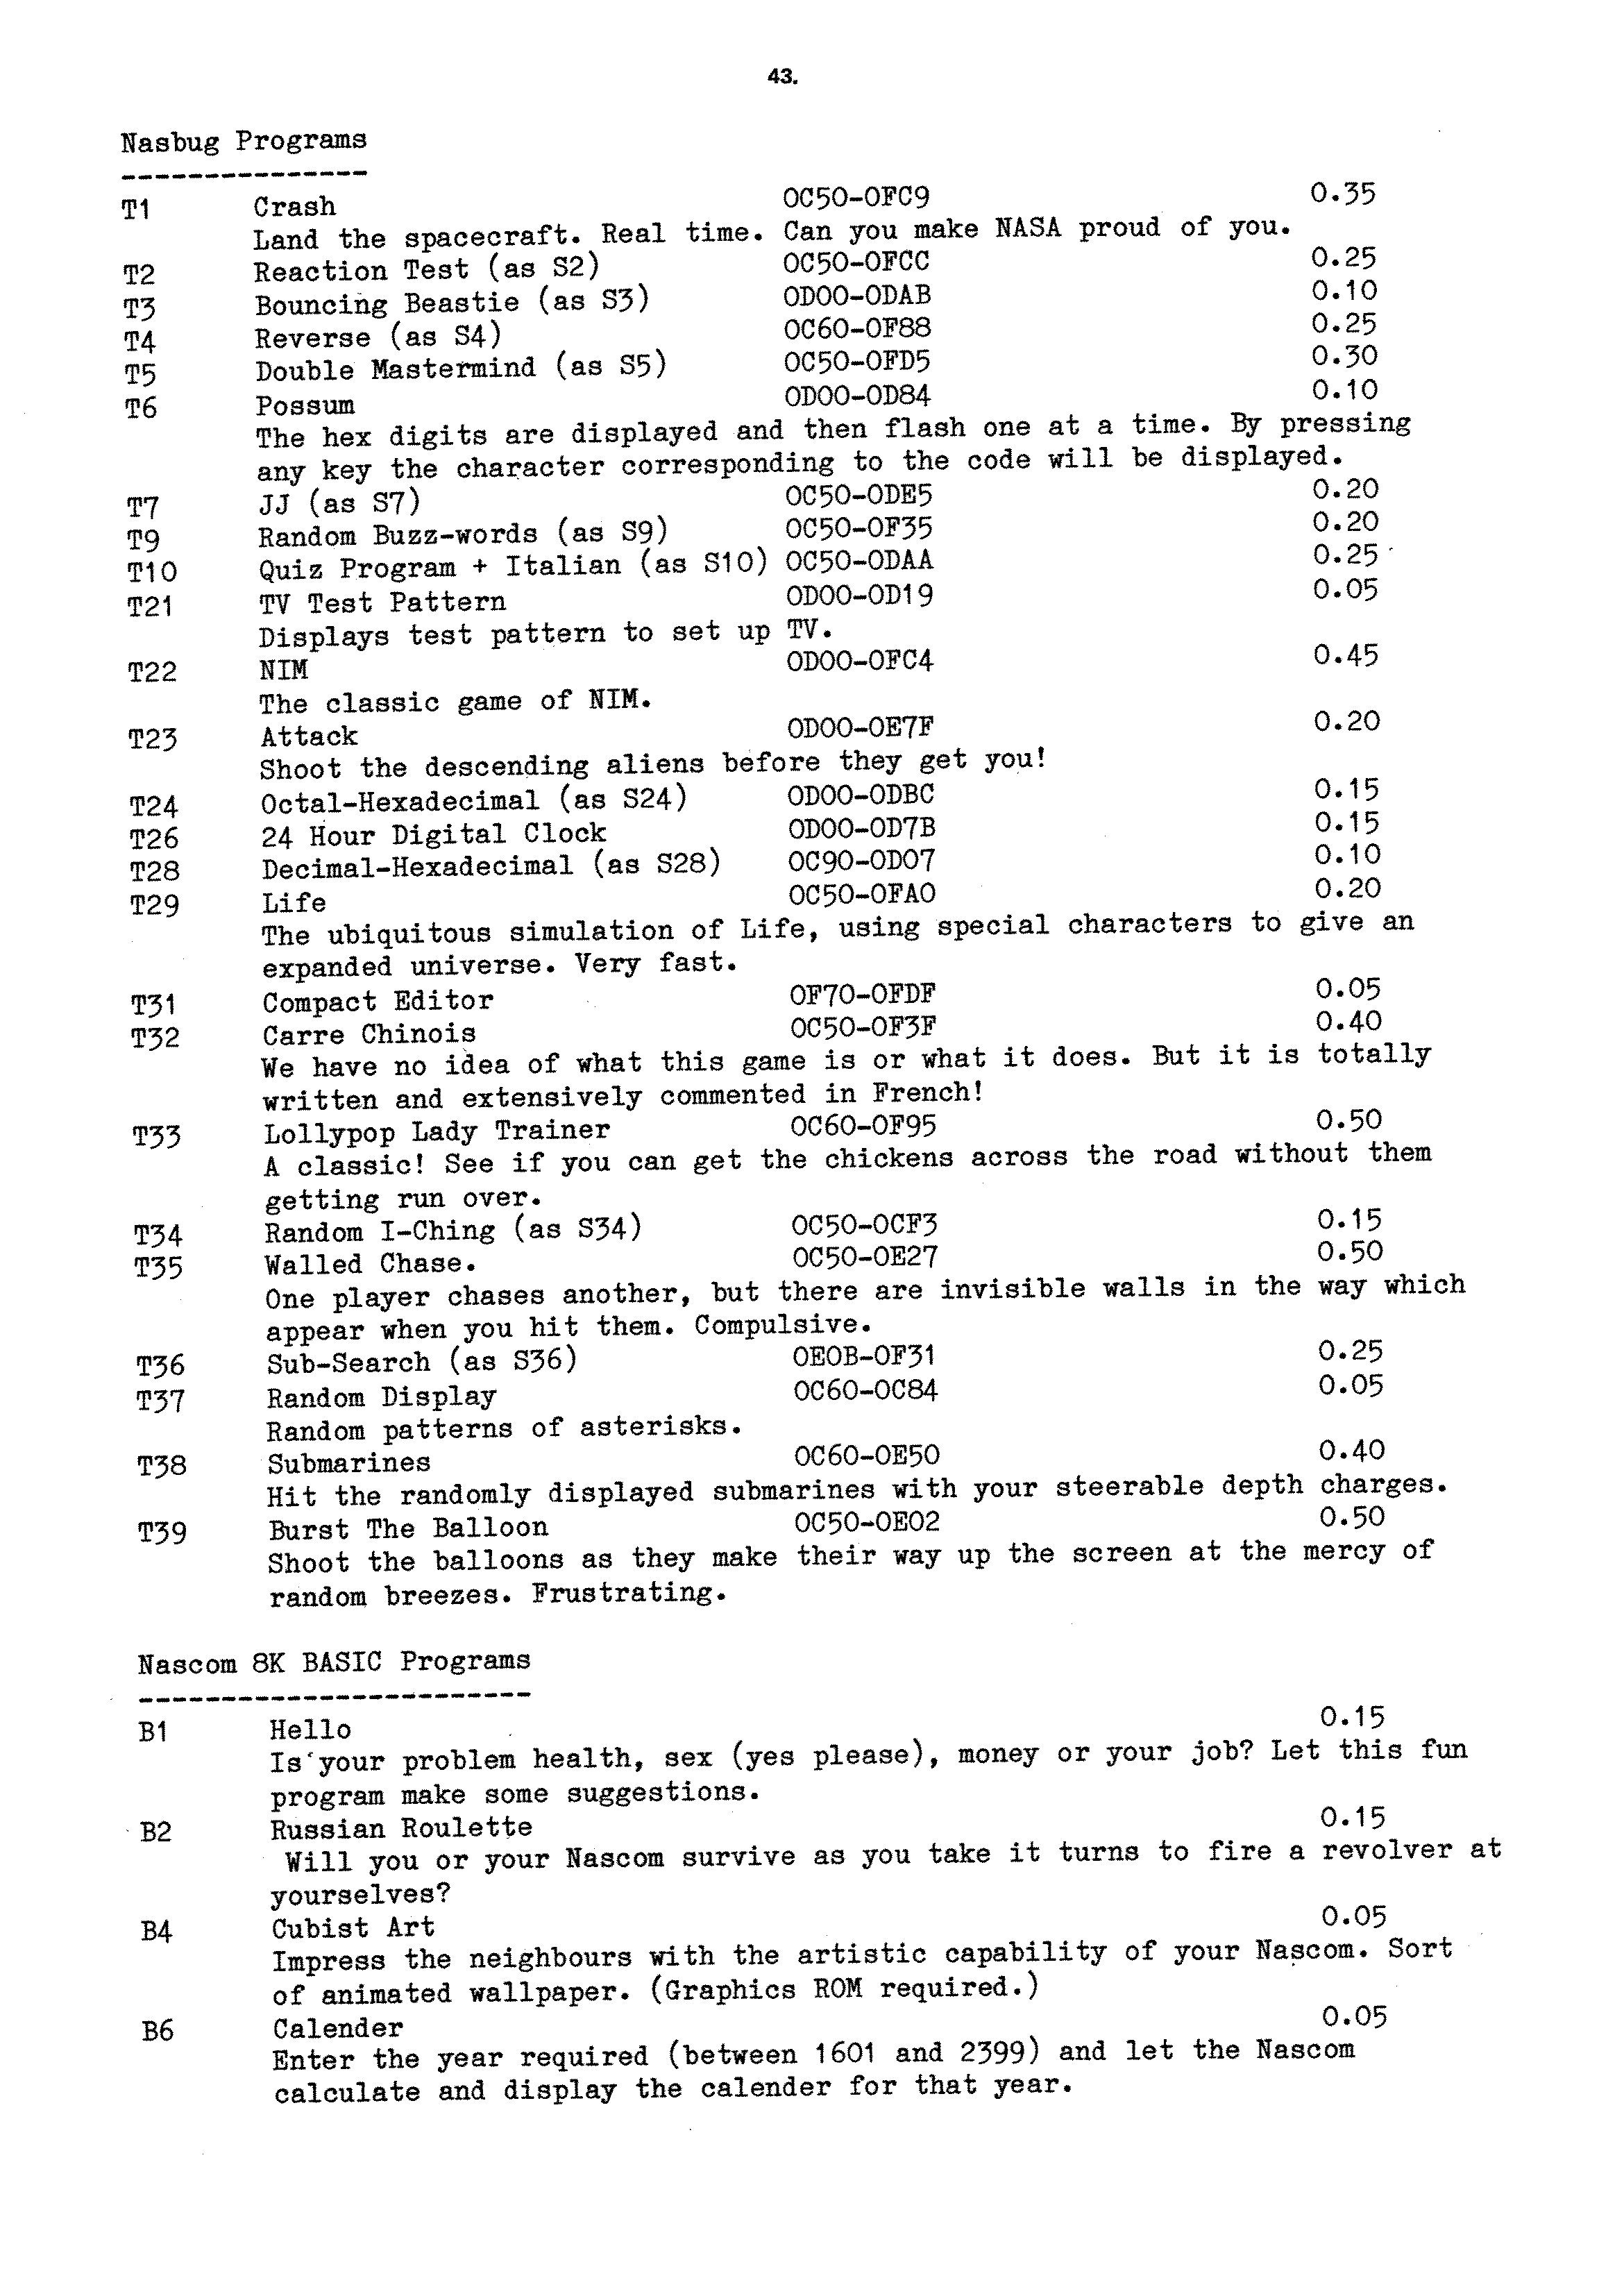 43.
Nasbug Programs
---------------
T1 Crash 0C50-0FC9 0.35
Land the spacecraft. Real time. Can you make NASA proud of you.
T2 Reaction Test (as S2) 0C50-0FCC 0.25
T3 Bouncing Beastie (as S3) 0D00-0DAB 0.10
T4 Reverse (as S4) 0C60-0F88 0.25
T5 Double Mastermind (as S5) 0C50-0FD5 0.30
T6 Possum 0D00-0D84 0.10
The hex digits are displayed and then flash one at a time. By pressing
any key the character corresponding to the code will be displayed.
T7 JJ (as S7) 0C50-0DE5 0.20
T9 Random Buzz-words (as S9) 0C50-0F35 0.20
T10 Quiz Program + Italian (as S10) 0C50-0DAA 0.25
T21 TV Test Pattern 0D00-0D19 0.05
Displays test pattern to set up TV.
T22 NIM 0D00-0FC4 0.45
The classic game of NIM.
T23 Attack 0D00-0E7F 0.20
Shoot the descending aliens before they get you!
T24 Octal-Hexadecimal (as S24) 0D00-0DBC 0.15
T26 24 Hour Digital Clock 0D00-0D7B 0.15
T28 Decimal-Hexadecimal (as S28) 0C90-0D07 0.10
T29 Life 0C50-0FA0 0.20
The ubiquitous simulation of Life, using special characters to give an
expanded universe. Very fast.
T31 Compact Editor 0F70-0FDF 0.05
T32 Carre Chinois 0C50-0F3F 0.40
We have no idea of what this game is or what it does. But it is totally
written and extensively commented in French!
T33 Lollypop Lady Trainer 0C60-0F95 0.50
A classic! See if you can get the chickens across the road without them
getting run over.
T34 Random I-Ching (as S34) 0C50-0CF3 0.15
T35 Walled Chase. 0C50-0E27 0.50
One player chases another, but there are invisible walls in the way which
appear when you hit them. Compulsive.
T36 Sub-Search (as S36) 0E0B-0F31 0.25
T37 Random Display 0C60-0C84 0.05
Random patterns of asterisks.
T38 Submarines 0C60-0E50 0.40
Hit the randomly displayed submarines with your steerable depth charges.
T39 Burst The Balloon 0C50-0E02 0.50
Shoot the balloons as they make their way up the screen at the mercy of
random breezes. Frustrating.
Nascom 8K BASIC Programs
------------------------
B1 Hello 0.15
Is your problem health, sex (yes please), money or your job? Let this fun
program make some suggestions.
B2 Russian Roulette 0.15
Will you or your Nascom survive as you take it turns to fire a revolver at
yourselves?
B4 Cubist Art 0.05
Impress the neighbours with the artistic capability of your Nascom. Sort
of animated wallpaper. (Graphics ROM required.)
B6 Calender 0.05
Enter the year required (between 1601 and 2399) and let the Nascom
calculate and display the calender for that year.